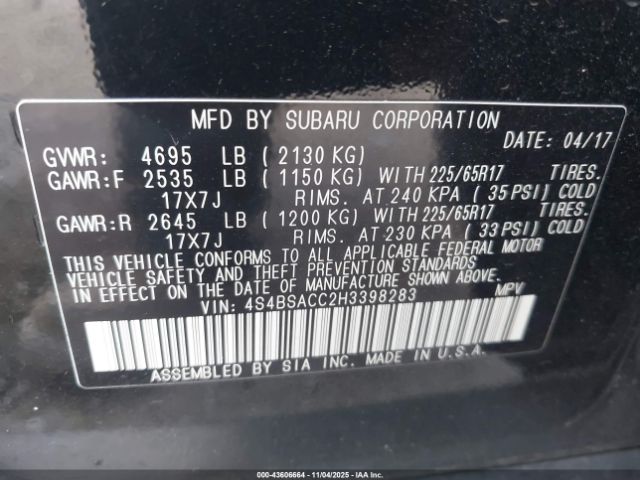 MFD BY SUBARU CORPORATION
DATE: 04/17
GVWR: 4695 LB ( 2130 KG)
GAWR:F 2535 LB ( 1150 KG) WITH 225/65R17 TIRES.
17X7J RIMS. AT 240 KPA ( 35 PSI) COLD
GAWR:R 2645 LB ( 1200 KG) WITH 225/65R17 TIRES.
17X7J RIMS. AT 230 KPA ( 33 PSI) COLD
THIS VEHICLE CONFORMS TO ALL APPLICABLE FEDERAL MOTOR
VEHICLE SAFETY AND THEFT PREVENTION STANDARDS
IN EFFECT ON THE DATE OF MANUFACTURE SHOWN ABOVE.
VIN: 4S4BSACC2H3398283 MPV
ASSEMBLED BY SIA INC. MADE IN U.S.A.
000-43606664 - 11/04/2025 - IAAI.COM